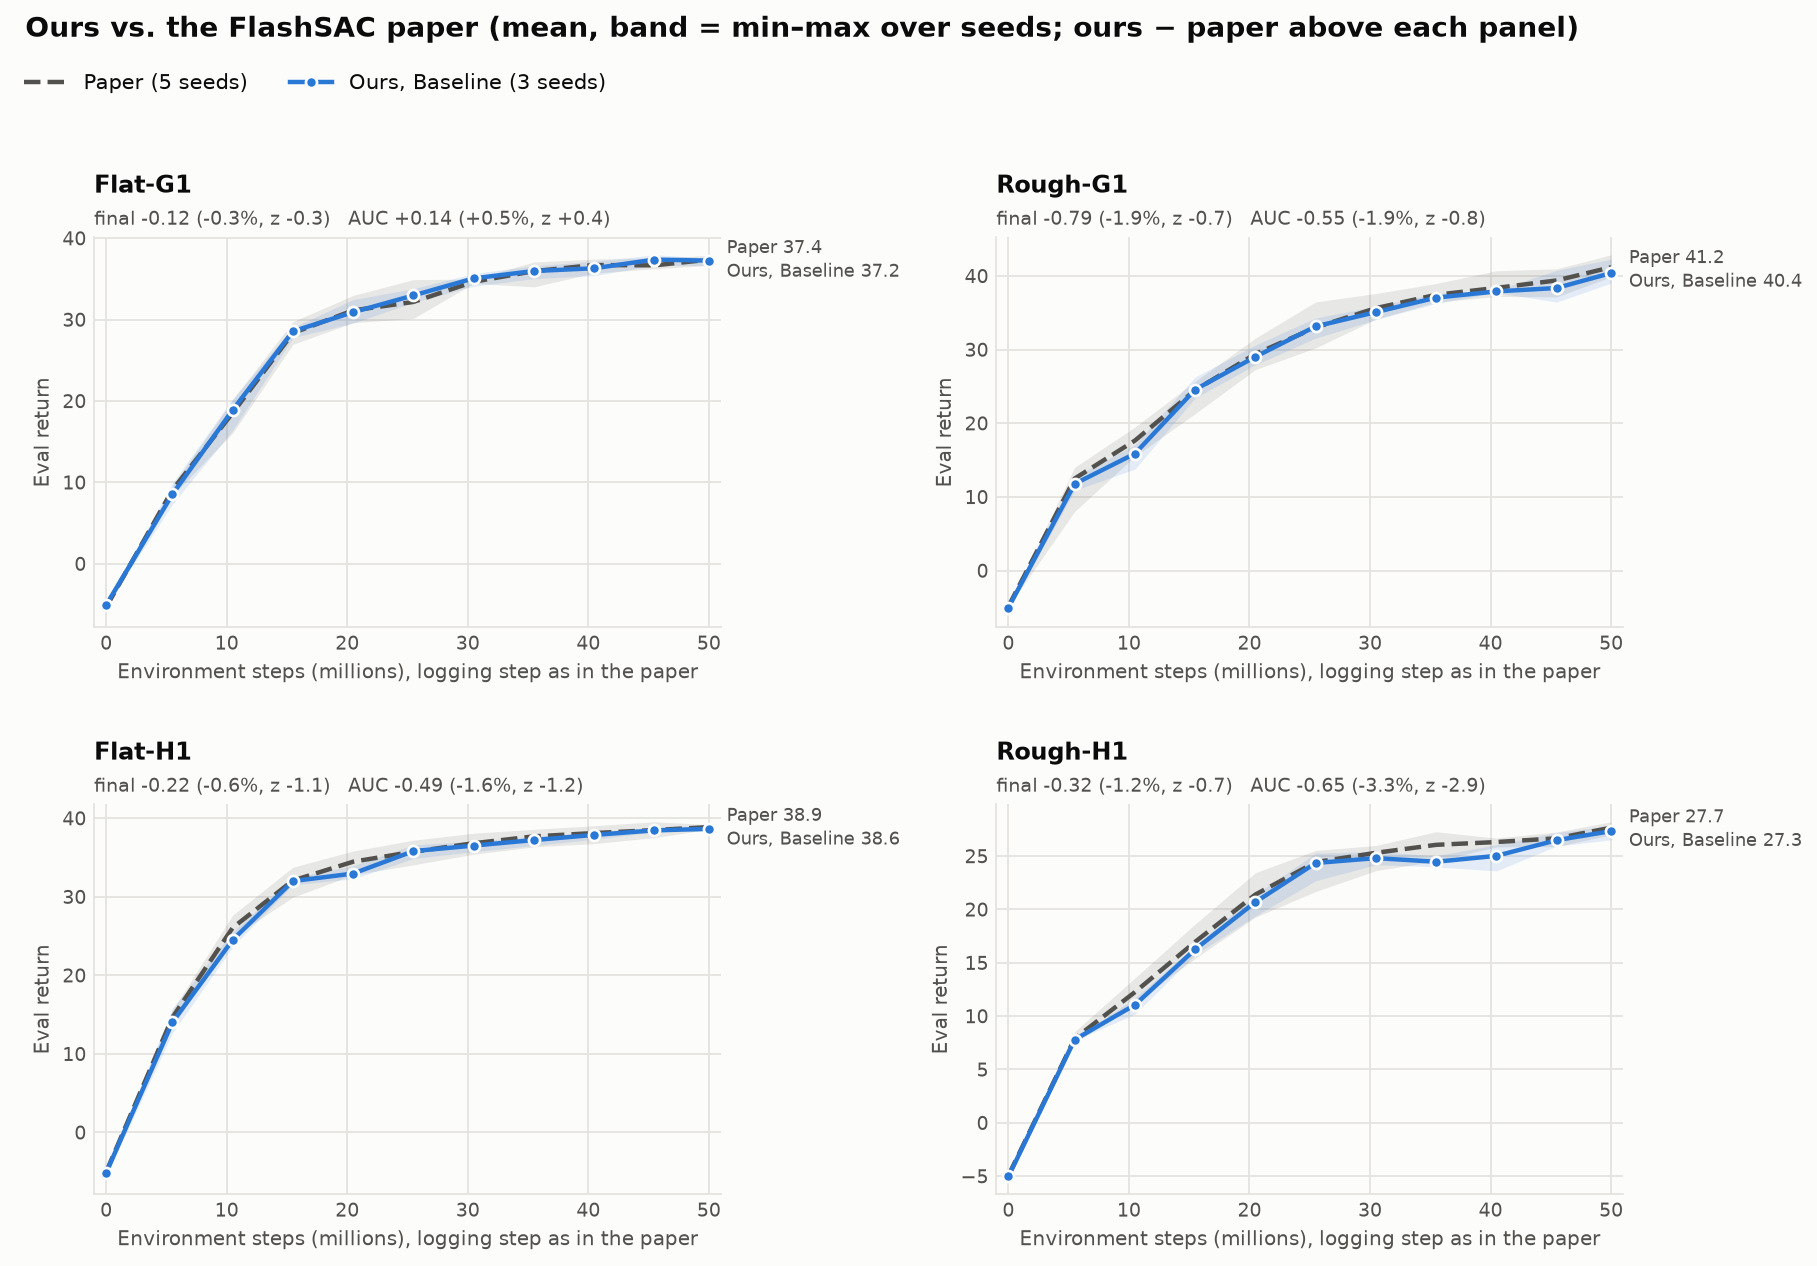 Ours vs. the FlashSAC paper (mean, band = min–max over seeds; ours − paper above each panel)
Paper (5 seeds)
Ours, Baseline (3 seeds)
Flat-G1
final -0.12 (-0.3%, z -0.3)   AUC +0.14 (+0.5%, z +0.4)
40
30
20
10
0
Eval return
Paper 37.4
Ours, Baseline 37.2
0 10 20 30 40 50
Environment steps (millions), logging step as in the paper
Rough-G1
final -0.79 (-1.9%, z -0.7)   AUC -0.55 (-1.9%, z -0.8)
40
30
20
10
0
Eval return
Paper 41.2
Ours, Baseline 40.4
0 10 20 30 40 50
Environment steps (millions), logging step as in the paper
Flat-H1
final -0.22 (-0.6%, z -1.1)   AUC -0.49 (-1.6%, z -1.2)
40
30
20
10
0
Eval return
Paper 38.9
Ours, Baseline 38.6
0 10 20 30 40 50
Environment steps (millions), logging step as in the paper
Rough-H1
final -0.32 (-1.2%, z -0.7)   AUC -0.65 (-3.3%, z -2.9)
25
20
15
10
5
0
−5
Eval return
Paper 27.7
Ours, Baseline 27.3
0 10 20 30 40 50
Environment steps (millions), logging step as in the paper